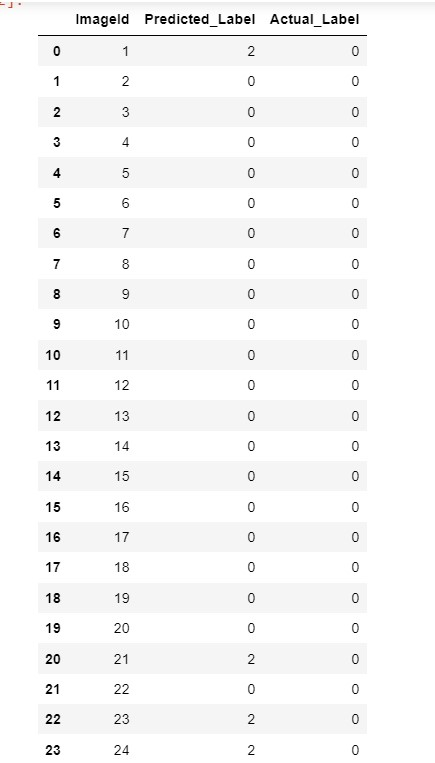 ImageId Predicted_Label Actual_Label
0 1 2 0
1 2 0 0
2 3 0 0
3 4 0 0
4 5 0 0
5 6 0 0
6 7 0 0
7 8 0 0
8 9 0 0
9 10 0 0
10 11 0 0
11 12 0 0
12 13 0 0
13 14 0 0
14 15 0 0
15 16 0 0
16 17 0 0
17 18 0 0
18 19 0 0
19 20 0 0
20 21 2 0
21 22 0 0
22 23 2 0
23 24 2 0